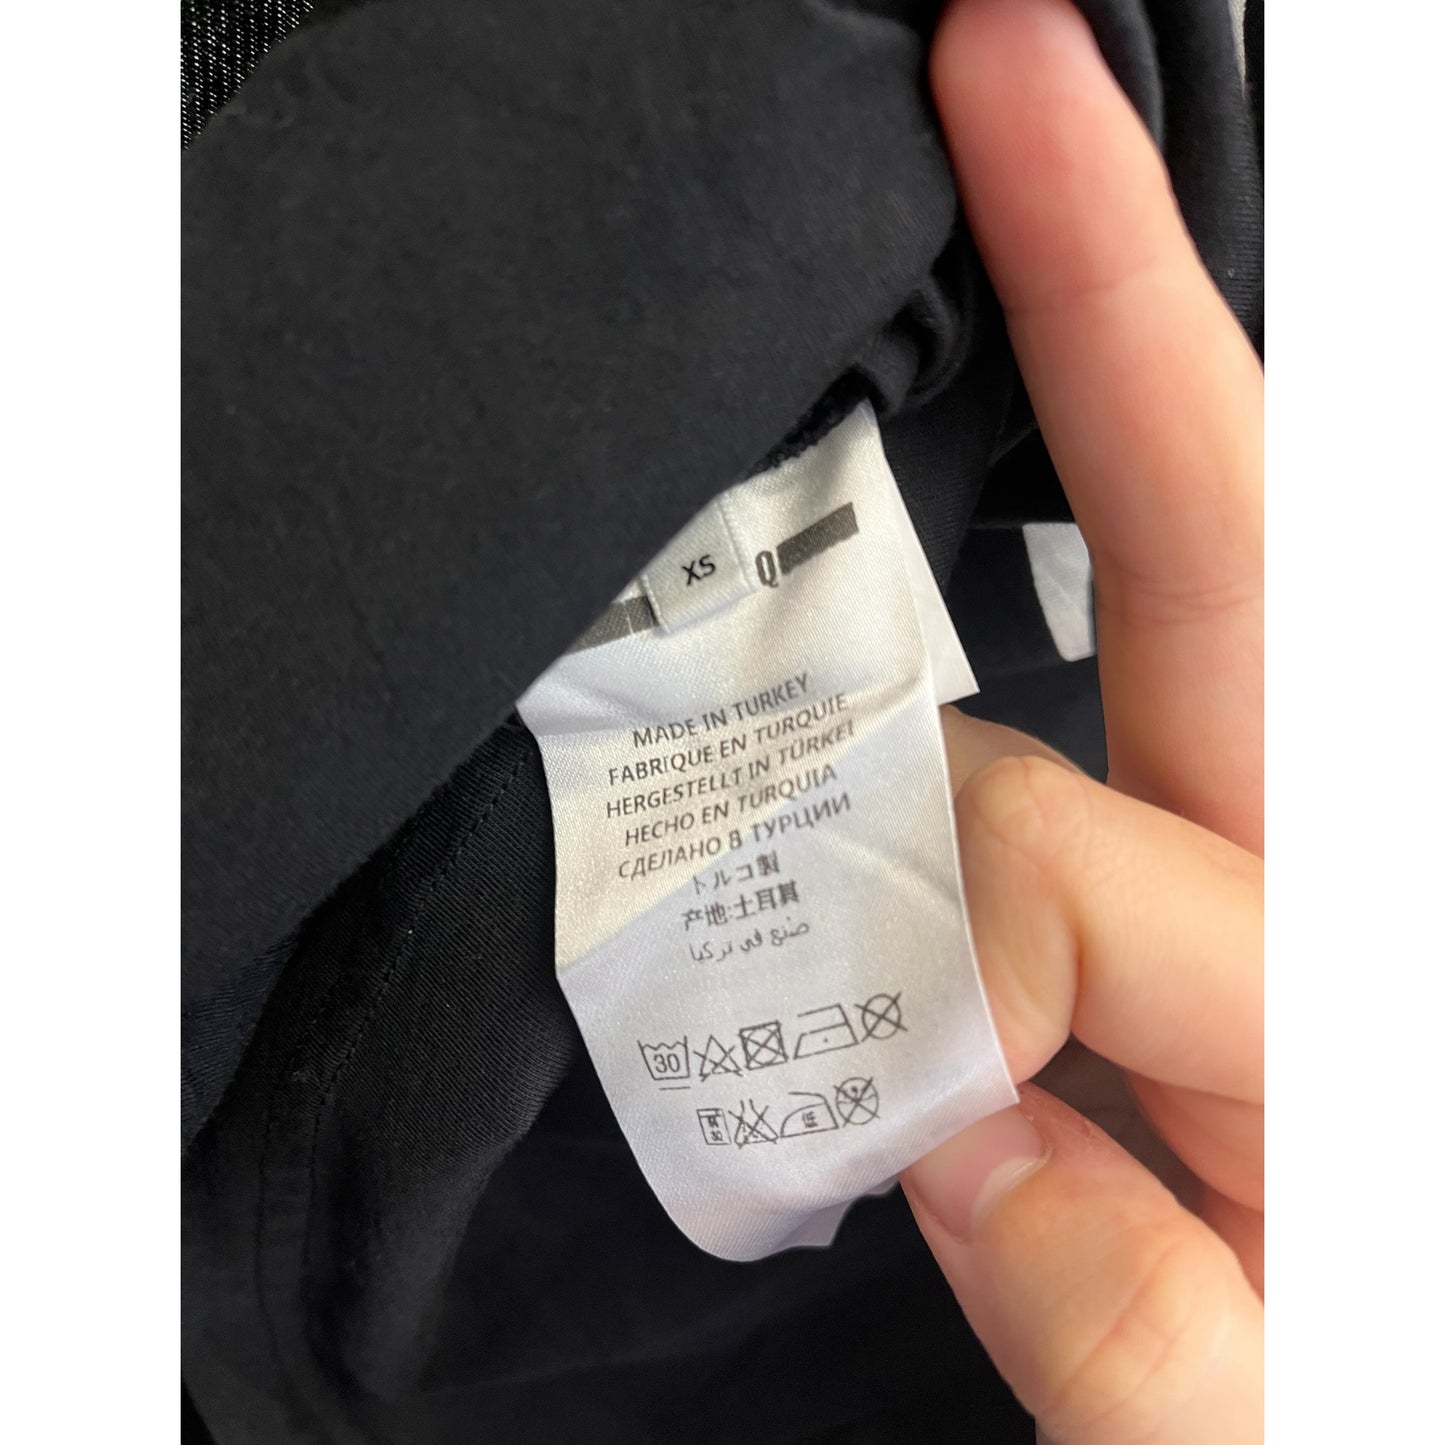 XS
Q
MADE IN TURKEY
FABRIQUE EN TURQUIE
HERGESTELLT IN TÜRKEI
HECHO EN TURQUIA
СДЕЛАНО В ТУРЦИИ
トルコ製
产地:土耳其
صنع في تركيا
30